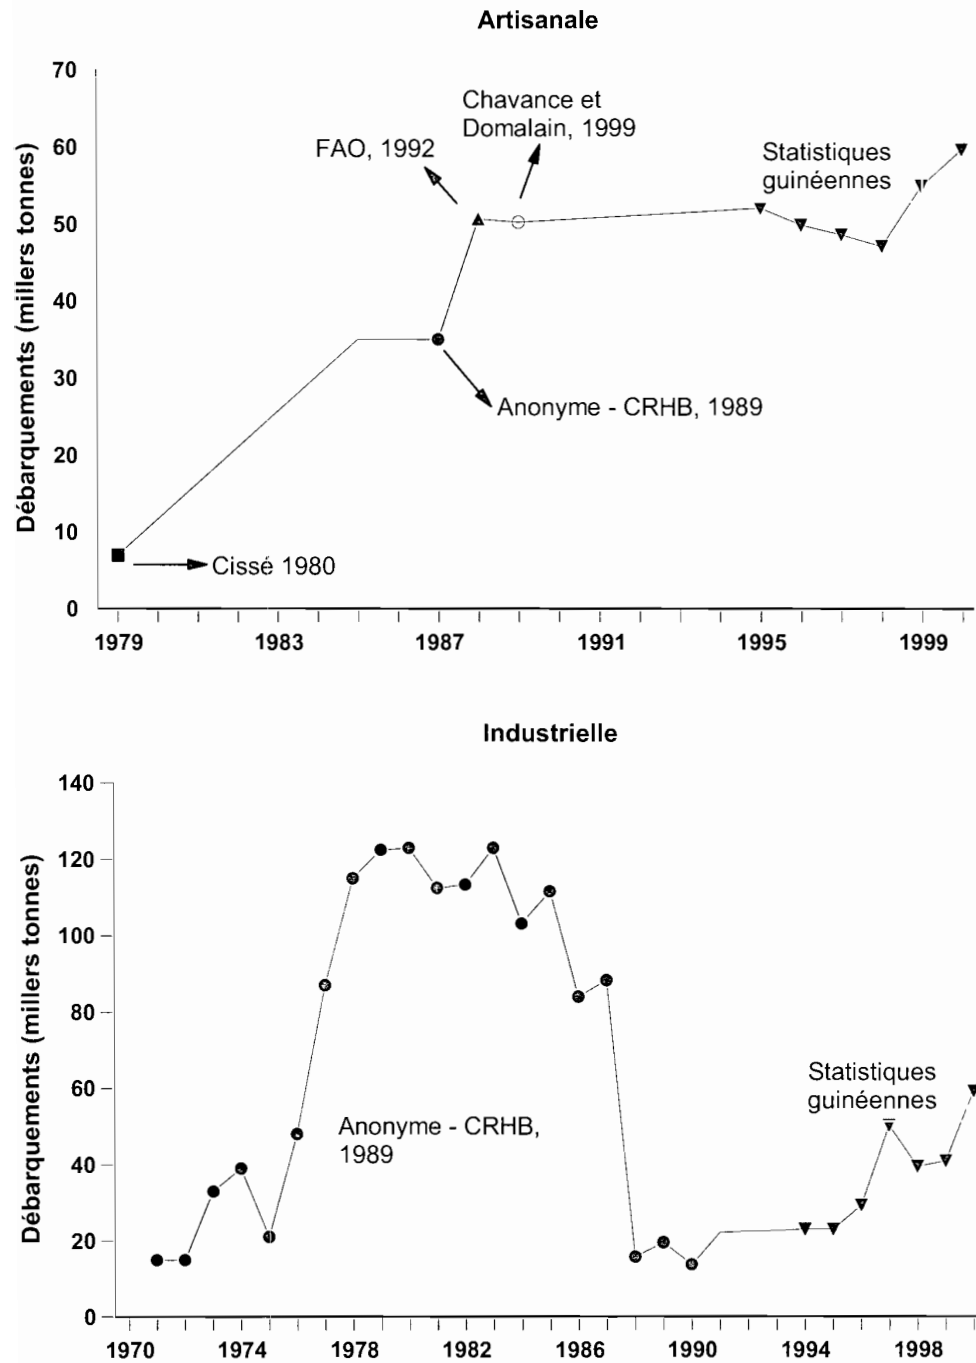 Artisanale
Débarquements (millers tonnes)
70
60
50
40
30
20
10
0
FAO, 1992
Chavance et
Domalain, 1999
Statistiques
guinéennes
Anonyme - CRHB, 1989
Cissé 1980
1979 1983 1987 1991 1995 1999
Industrielle
Débarquements (millers tonnes)
140
120
100
80
60
40
20
0
Anonyme - CRHB,
1989
Statistiques
guinéennes
1970 1974 1978 1982 1986 1990 1994 1998